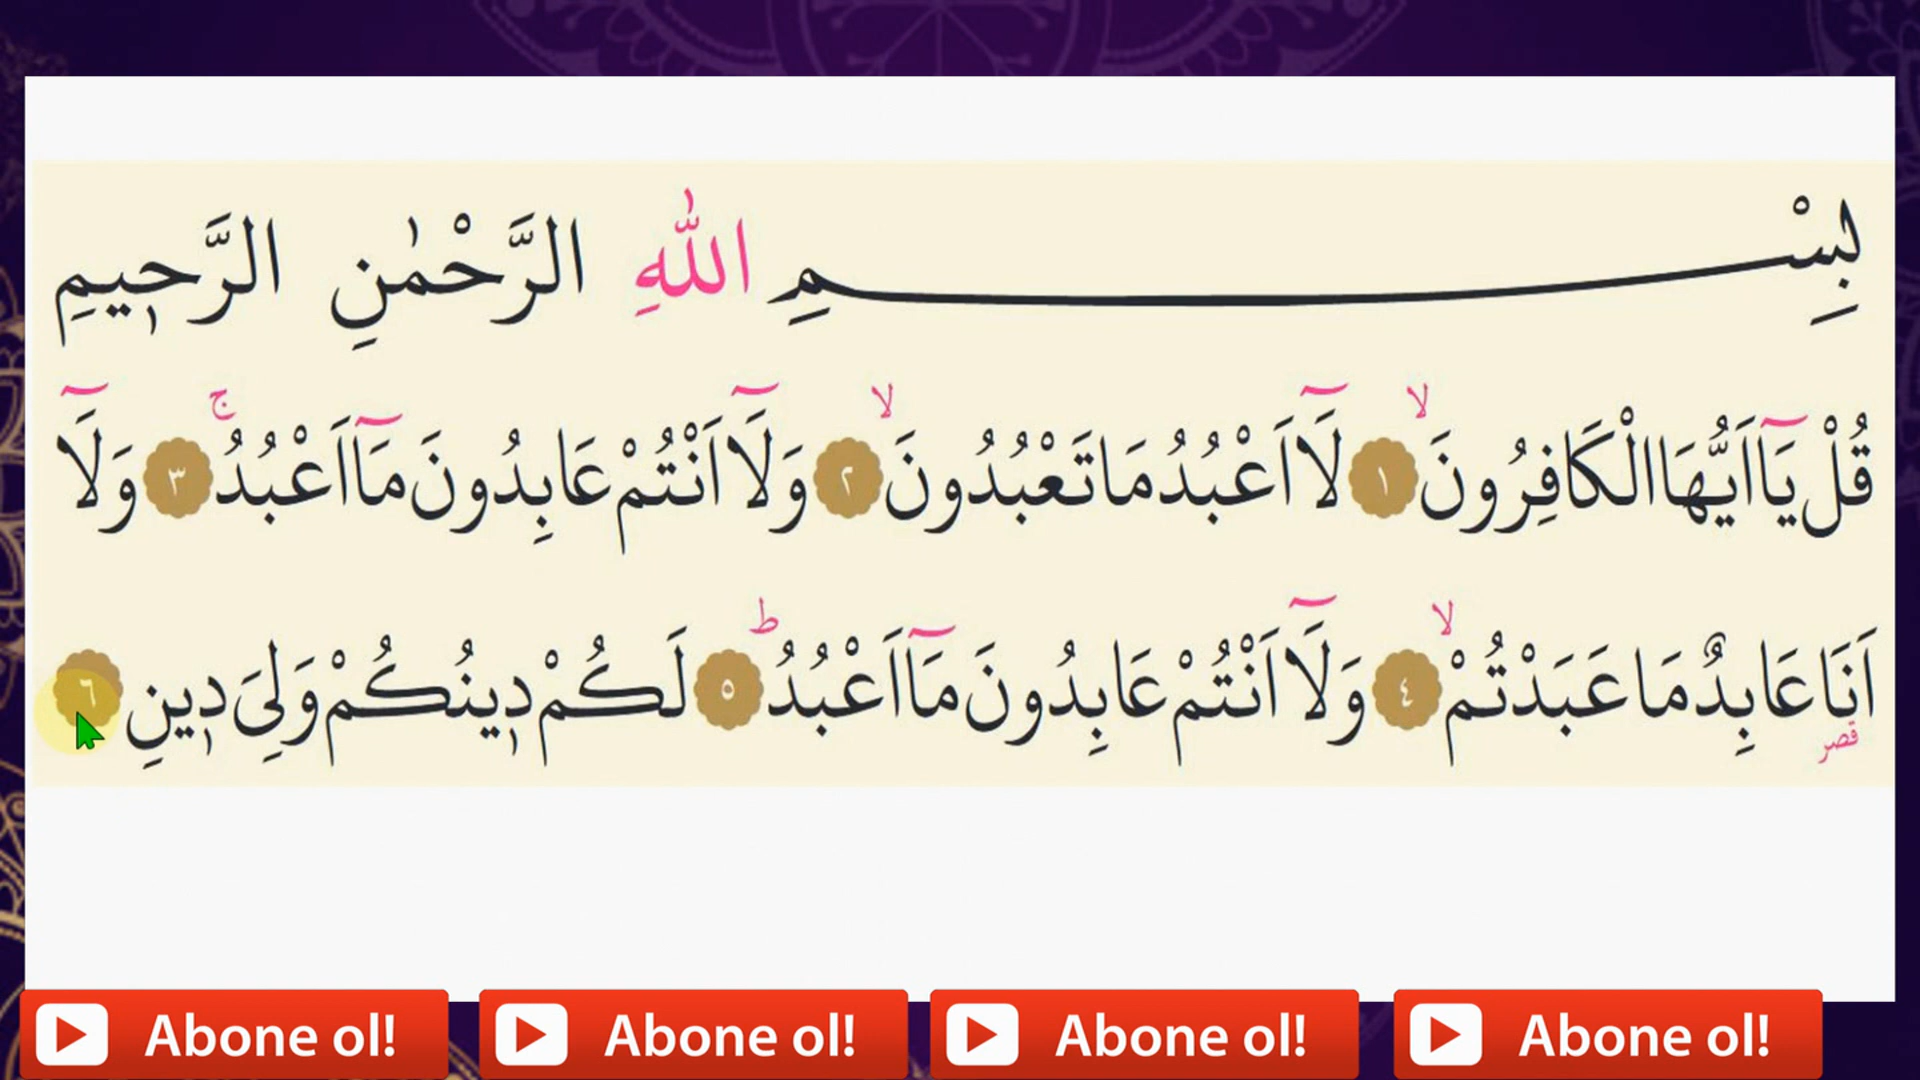 بِسْمِ اللّٰهِ الرَّحْمٰنِ الرَّحٖيمِ
قُلْ يَٓا اَيُّهَا الْكَافِرُونَۙ ﴿١﴾ لَٓا اَعْبُدُ مَا تَعْبُدُونَۙ ﴿٢﴾ وَلَٓا اَنْتُمْ عَابِدُونَ مَٓا اَعْبُدُۚ ﴿٣﴾ وَلَٓا
اَنَا۬ عَابِدٌ مَا عَبَدْتُمْۙ ﴿٤﴾ وَلَٓا اَنْتُمْ عَابِدُونَ مَٓا اَعْبُدُۜ ﴿٥﴾ لَكُمْ دٖينُكُمْ وَلِيَ دٖينِ ﴿٦﴾
قصر
Abone ol! Abone ol! Abone ol! Abone ol!